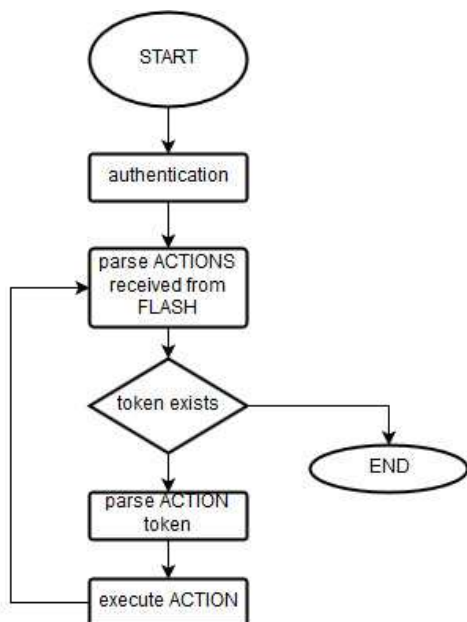 START
authentication
parse ACTIONS
received from
FLASH
token exists
END
parse ACTION
token
execute ACTION